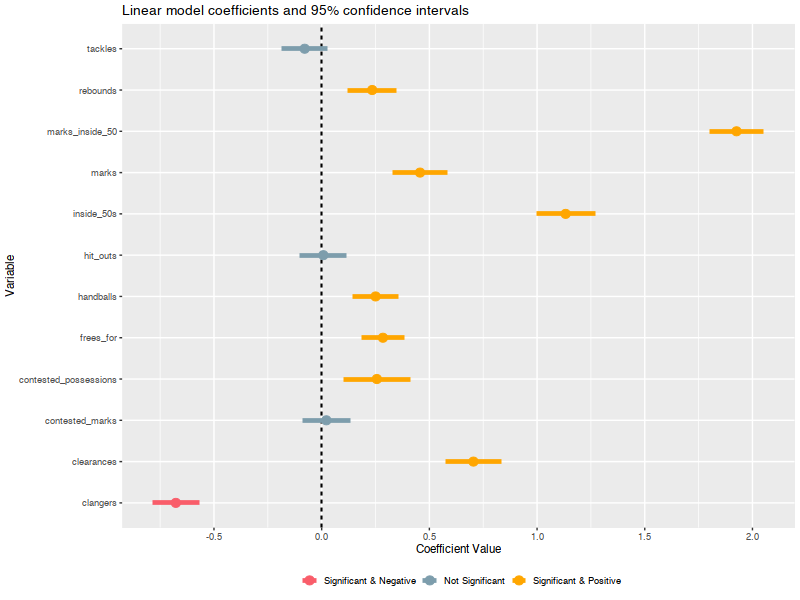 Linear model coefficients and 95% confidence intervals
Variable
tackles
rebounds
marks_inside_50
marks
inside_50s
hit_outs
handballs
frees_for
contested_possessions
contested_marks
clearances
clangers
-0.5 0.0 0.5 1.0 1.5 2.0
Coefficient Value
Significant & Negative Not Significant Significant & Positive